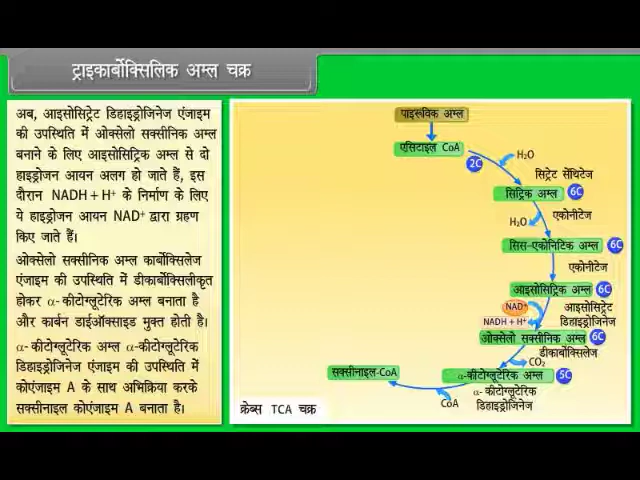 ट्राइकार्बोक्सिलिक अम्ल चक्र
अब, आइसोसिट्रेट डिहाइड्रोजिनेज एंजाइम
की उपस्थिति में ओक्सेलो सक्सीनिक अम्ल
बनाने के लिए आइसोसिट्रिक अम्ल से दो
हाइड्रोजन आयन अलग हो जाते हैं, इस
दौरान NADH + H⁺ के निर्माण के लिए
ये हाइड्रोजन आयन NAD⁺ द्वारा ग्रहण
किए जाते हैं।
ओक्सेलो सक्सीनिक अम्ल कार्बोक्सिलेज
एंजाइम की उपस्थिति में डीकार्बोक्सिलीकृत
होकर α- कीटोग्लूटेरिक अम्ल बनाता है
और कार्बन डाईऑक्साइड मुक्त होती है।
α-कीटोग्लूटेरिक अम्ल α-कीटोग्लूटेरिक
डिहाइड्रोजिनेज एंजाइम की उपस्थिति में
कोएंजाइम A के साथ अभिक्रिया करके
सक्सीनाइल कोएंजाइम A बनाता है।
पाइरूविक अम्ल
एसिटाइल CoA
2C
H₂O
सिट्रेट सेंथिटेज
सिट्रिक अम्ल
6C
H₂O
एकोनीटेज
सिस-एकोनिटिक अम्ल
6C
एकोनीटेज
आइसोसिट्रिक अम्ल
6C
NAD⁺
NADH + H⁺
आइसोसिट्रेट
डिहाइड्रोजिनेज
ओक्सेलो सक्सीनिक अम्ल
6C
डीकार्बोक्सिलेज
CO₂
सक्सीनाइल-CoA
α-कीटोग्लूटेरिक अम्ल
5C
CoA
α- कीटोग्लूटेरिक
डिहाइड्रोजिनेज
क्रेब्स TCA चक्र